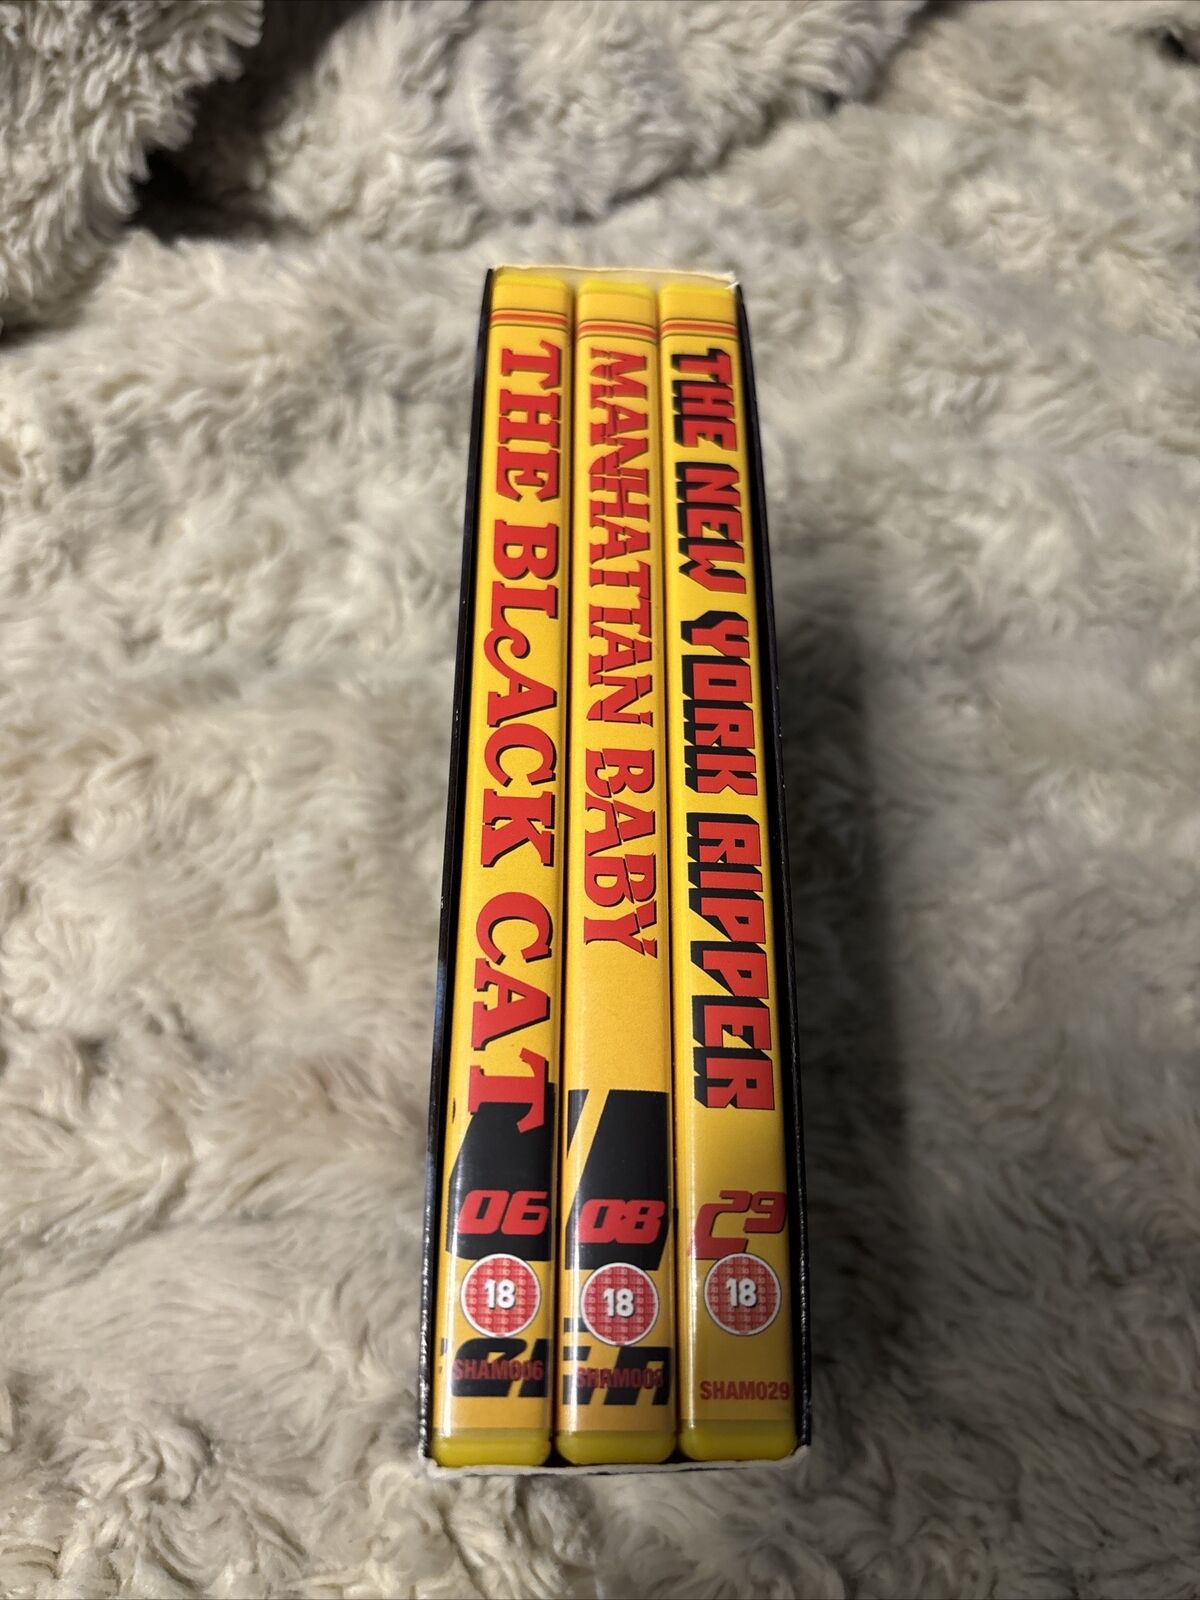 THE BLACK CAT
06
18
SHAM006
MANHATTAN BABY
08
18
THE NEW YORK RIPPER
29
18
SHAM029